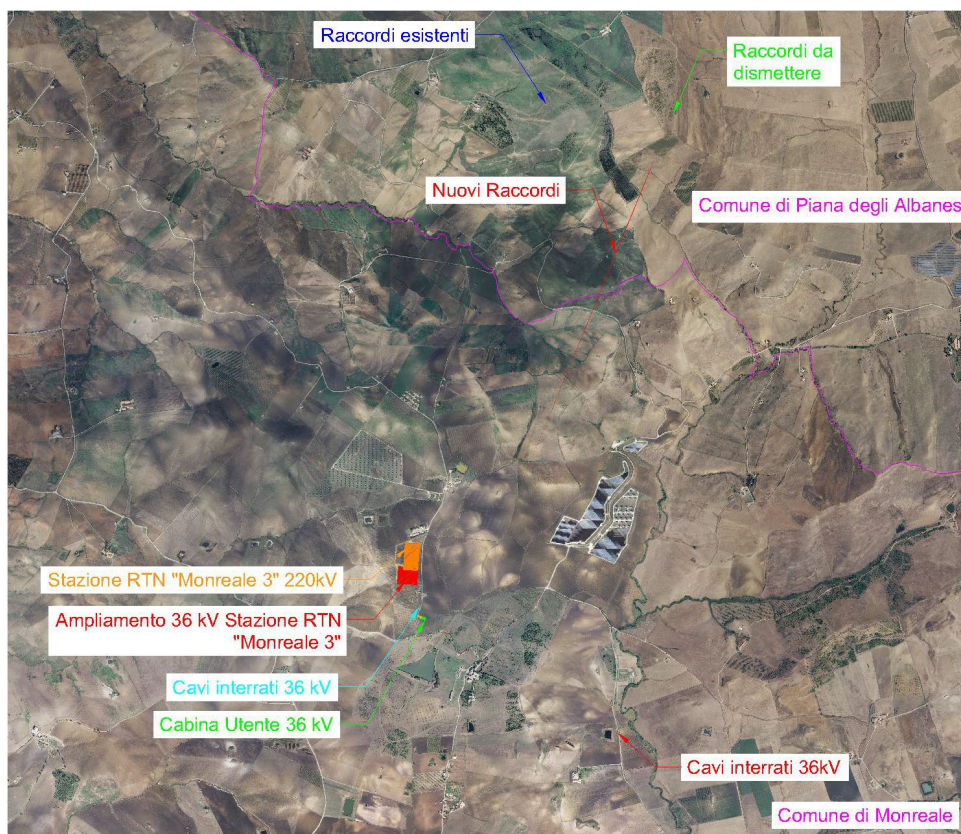 Raccordi esistenti
Raccordi da
dismettere
Nuovi Raccordi
Comune di Piana degli Albanes
Stazione RTN "Monreale 3" 220kV
Ampliamento 36 kV Stazione RTN
"Monreale 3"
Cavi interrati 36 kV
Cabina Utente 36 kV
Cavi interrati 36kV
Comune di Monreale